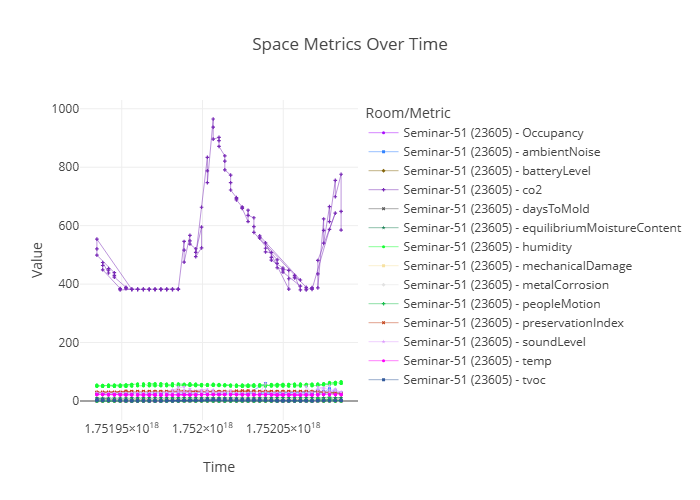 Space Metrics Over Time
Room/Metric
Seminar-51 (23605) - Occupancy
Seminar-51 (23605) - ambientNoise
Seminar-51 (23605) - batteryLevel
Seminar-51 (23605) - co2
Seminar-51 (23605) - daysToMold
Seminar-51 (23605) - equilibriumMoistureContent
Seminar-51 (23605) - humidity
Seminar-51 (23605) - mechanicalDamage
Seminar-51 (23605) - metalCorrosion
Seminar-51 (23605) - peopleMotion
Seminar-51 (23605) - preservationIndex
Seminar-51 (23605) - soundLevel
Seminar-51 (23605) - temp
Seminar-51 (23605) - tvoc
Value
1000
800
600
400
200
0
1.75195×10¹⁸ 1.752×10¹⁸ 1.75205×10¹⁸
Time